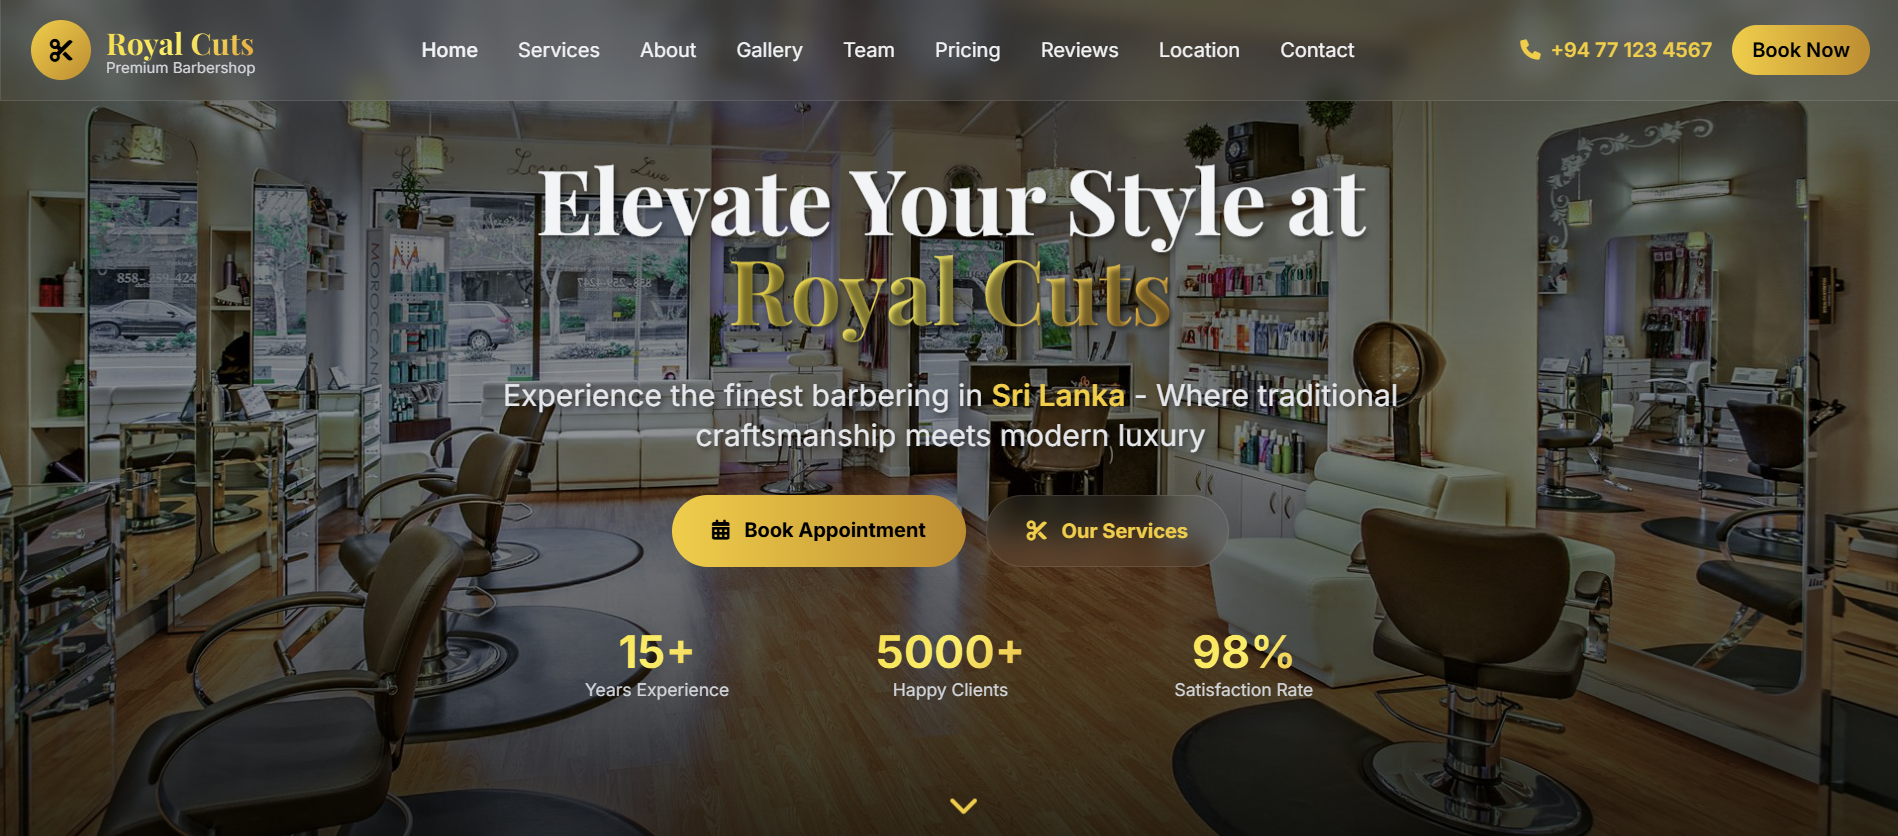 Royal Cuts
Premium Barbershop
Home Services About Gallery Team Pricing Reviews Location Contact
+94 77 123 4567
Book Now
Elevate Your Style at
Royal Cuts
Experience the finest barbering in Sri Lanka - Where traditional
craftsmanship meets modern luxury
Book Appointment
Our Services
15+
Years Experience
5000+
Happy Clients
98%
Satisfaction Rate
Live
MOROCCAN